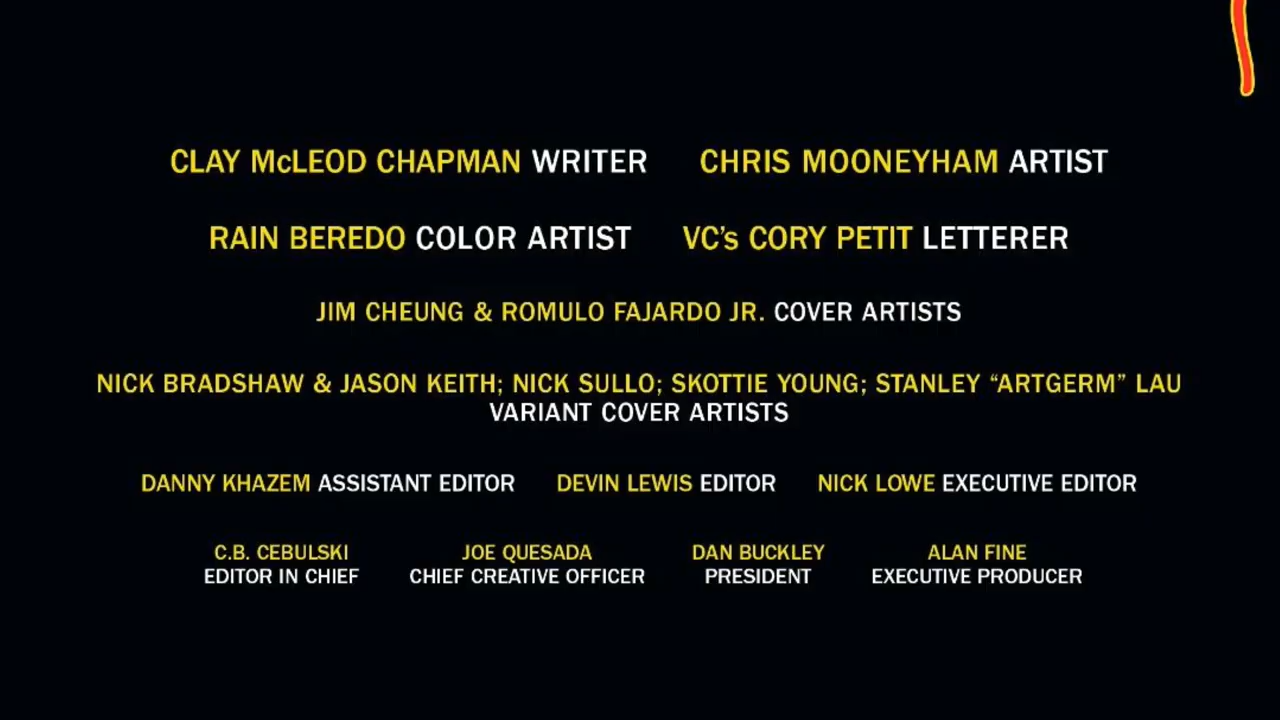 CLAY McLEOD CHAPMAN WRITER CHRIS MOONEYHAM ARTIST
RAIN BEREDO COLOR ARTIST VC’s CORY PETIT LETTERER
JIM CHEUNG & ROMULO FAJARDO JR. COVER ARTISTS
NICK BRADSHAW & JASON KEITH; NICK SULLO; SKOTTIE YOUNG; STANLEY “ARTGERM” LAU
VARIANT COVER ARTISTS
DANNY KHAZEM ASSISTANT EDITOR DEVIN LEWIS EDITOR NICK LOWE EXECUTIVE EDITOR
C.B. CEBULSKI JOE QUESADA DAN BUCKLEY ALAN FINE
EDITOR IN CHIEF CHIEF CREATIVE OFFICER PRESIDENT EXECUTIVE PRODUCER